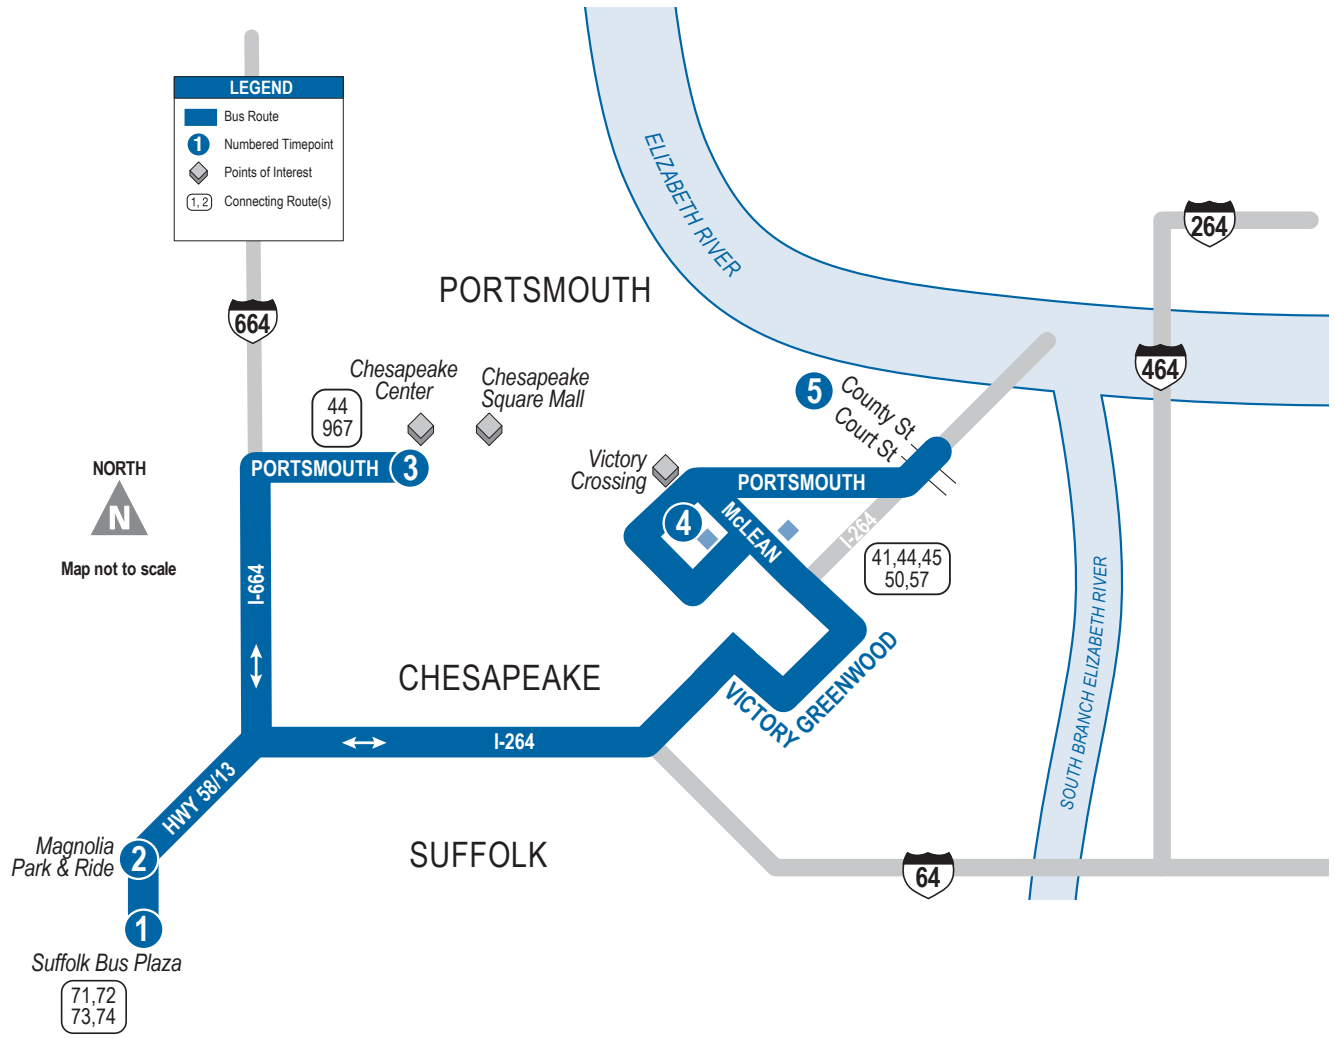 LEGEND
Bus Route
1 Numbered Timepoint
Points of Interest
1, 2 Connecting Route(s)
ELIZABETH RIVER
264
PORTSMOUTH
664
464
Chesapeake
Center
Chesapeake
Square Mall
44
967
5
County St
Court St
NORTH
N
Map not to scale
PORTSMOUTH
3
Victory
Crossing
PORTSMOUTH
4
McLEAN
I-264
41,44,45
50,57
I-664
SOUTH BRANCH ELIZABETH RIVER
CHESAPEAKE
VICTORY
GREENWOOD
I-264
HWY 58/13
Magnolia
Park & Ride
2
SUFFOLK
64
1
Suffolk Bus Plaza
71,72
73,74